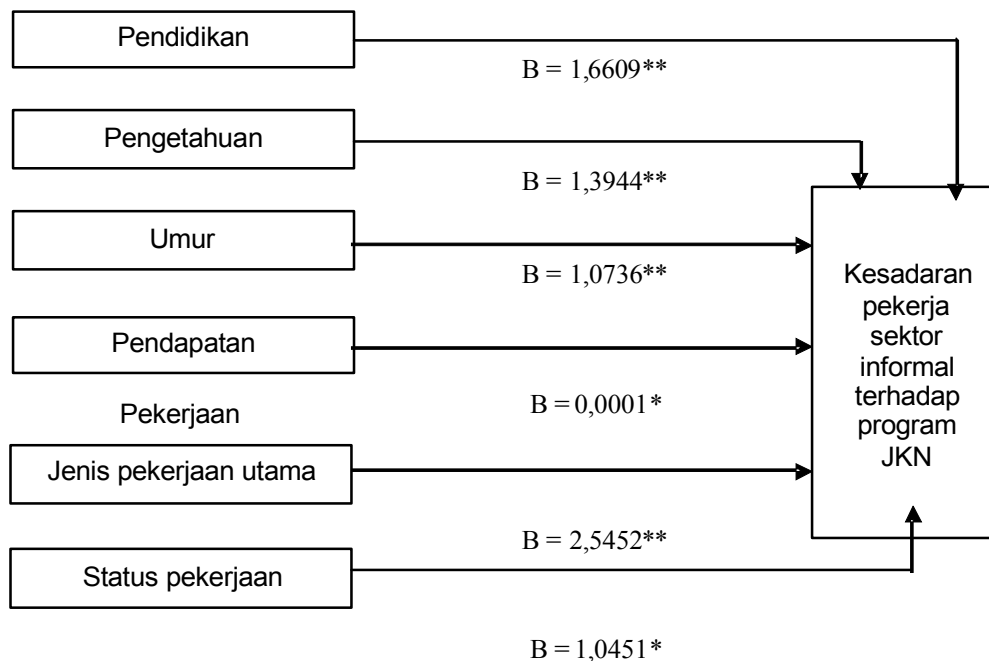 Pendidikan
B = 1,6609**
Pengetahuan
B = 1,3944**
Umur
B = 1,0736**
Pendapatan
B = 0,0001*
Pekerjaan
Jenis pekerjaan utama
B = 2,5452**
Status pekerjaan
B = 1,0451*
Kesadaran
pekerja
sektor
informal
terhadap
program
JKN